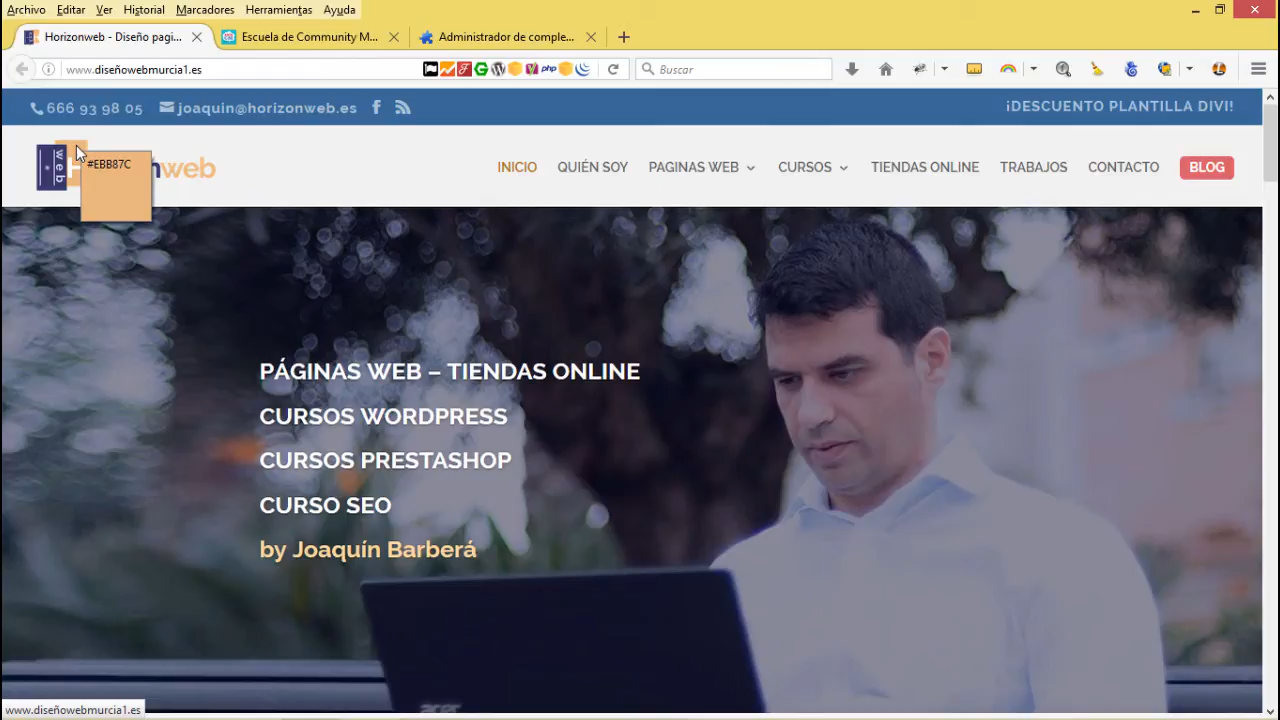 Archivo Editar Ver Historial Marcadores Herramientas Ayuda
Horizonweb - Diseño pagi... Escuela de Community M... Administrador de comple...
www.diseñowebmurcia1.es php Buscar
666 93 98 05 joaquin@horizonweb.es ¡DESCUENTO PLANTILLA DIVI!
web
#EBB87C
web
INICIO QUIÉN SOY PAGINAS WEB CURSOS TIENDAS ONLINE TRABAJOS CONTACTO BLOG
PÁGINAS WEB – TIENDAS ONLINE
CURSOS WORDPRESS
CURSOS PRESTASHOP
CURSO SEO
by Joaquín Barberá
acer
www.diseñowebmurcia1.es